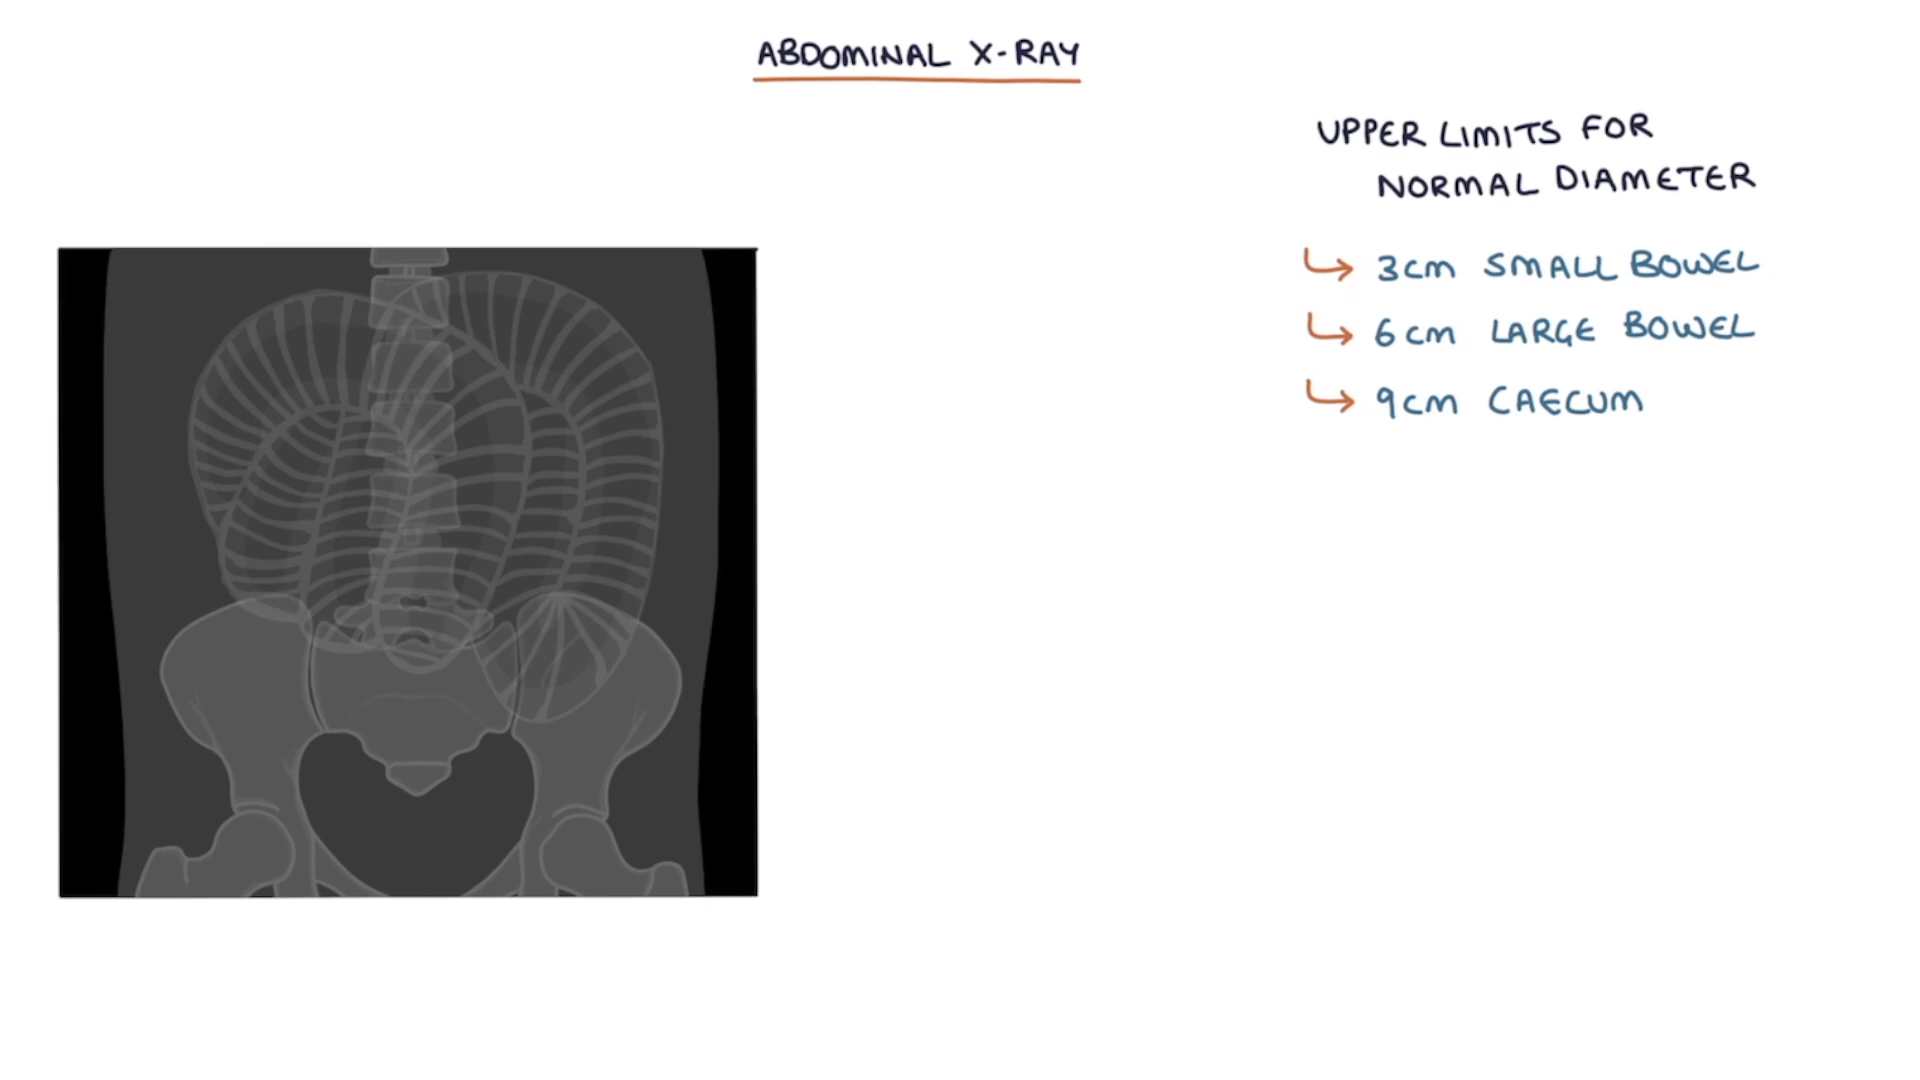 ABDOMINAL X-RAY
UPPER LIMITS FOR
NORMAL DIAMETER
3cm SMALL BOWEL
6cm LARGE BOWEL
9cm CAECUM